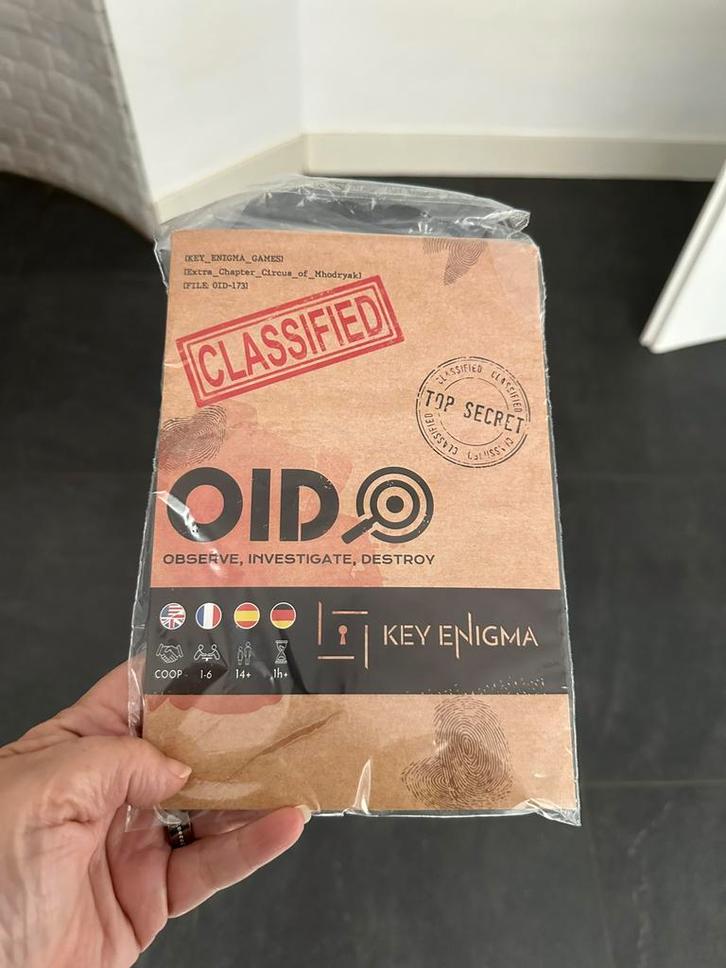 [KEY_ENIGMA_GAMES]
[Extra_Chapter_Circus_of_Mhodryak]
[FILE: OID-173]
CLASSIFIED
CLASSIFIED CLASSIFIED
TOP SECRET
CLASSIFIED CLASSIFIED
OID
OBSERVE, INVESTIGATE, DESTROY
KEY ENIGMA
COOP 1-6 14+ 1h+